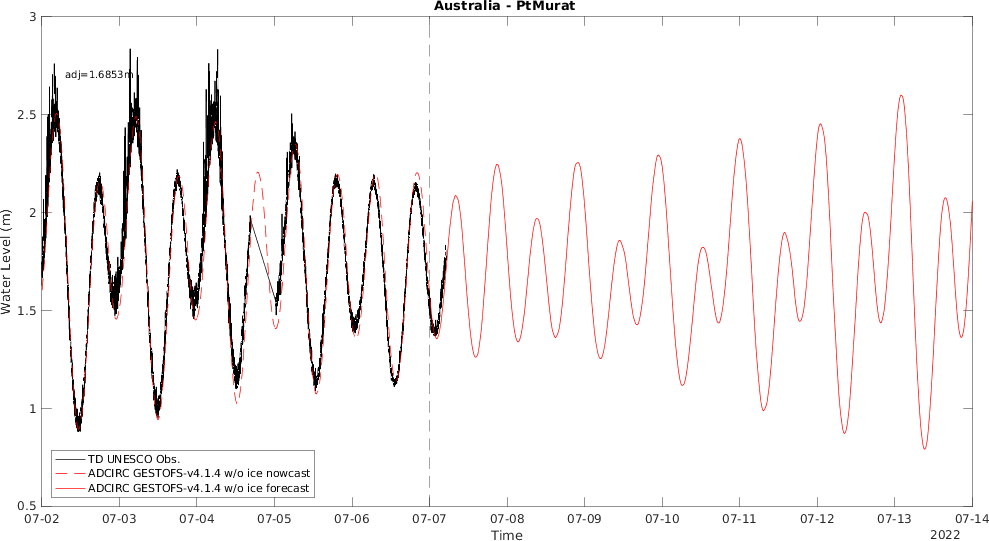 Australia - PtMurat
adj=1.6853m
Water Level (m)
3
2.5
2
1.5
1
0.5
TD UNESCO Obs.
ADCIRC GESTOFS-v4.1.4 w/o ice nowcast
ADCIRC GESTOFS-v4.1.4 w/o ice forecast
07-02 07-03 07-04 07-05 07-06 07-07 07-08 07-09 07-10 07-11 07-12 07-13 07-14
Time
2022